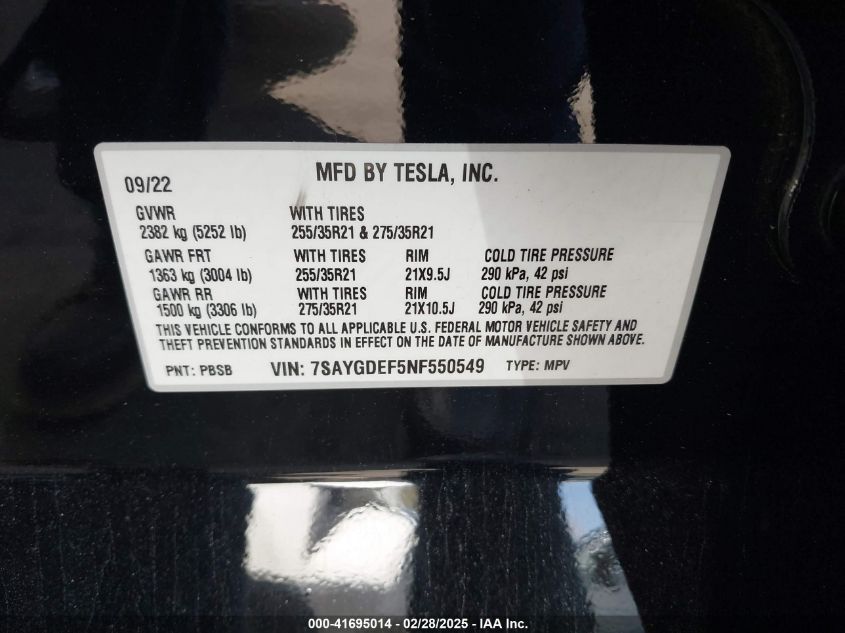 MFD BY TESLA, INC.
09/22
GVWR WITH TIRES
2382 kg (5252 lb) 255/35R21 & 275/35R21
GAWR FRT WITH TIRES RIM COLD TIRE PRESSURE
1363 kg (3004 lb) 255/35R21 21X9.5J 290 kPa, 42 psi
GAWR RR WITH TIRES RIM COLD TIRE PRESSURE
1500 kg (3306 lb) 275/35R21 21X10.5J 290 kPa, 42 psi
THIS VEHICLE CONFORMS TO ALL APPLICABLE U.S. FEDERAL MOTOR VEHICLE SAFETY AND
THEFT PREVENTION STANDARDS IN EFFECT ON THE DATE OF MANUFACTURE SHOWN ABOVE.
PNT: PBSB VIN: 7SAYGDEF5NF550549 TYPE: MPV
000-41695014 - 02/28/2025 - IAA Inc.